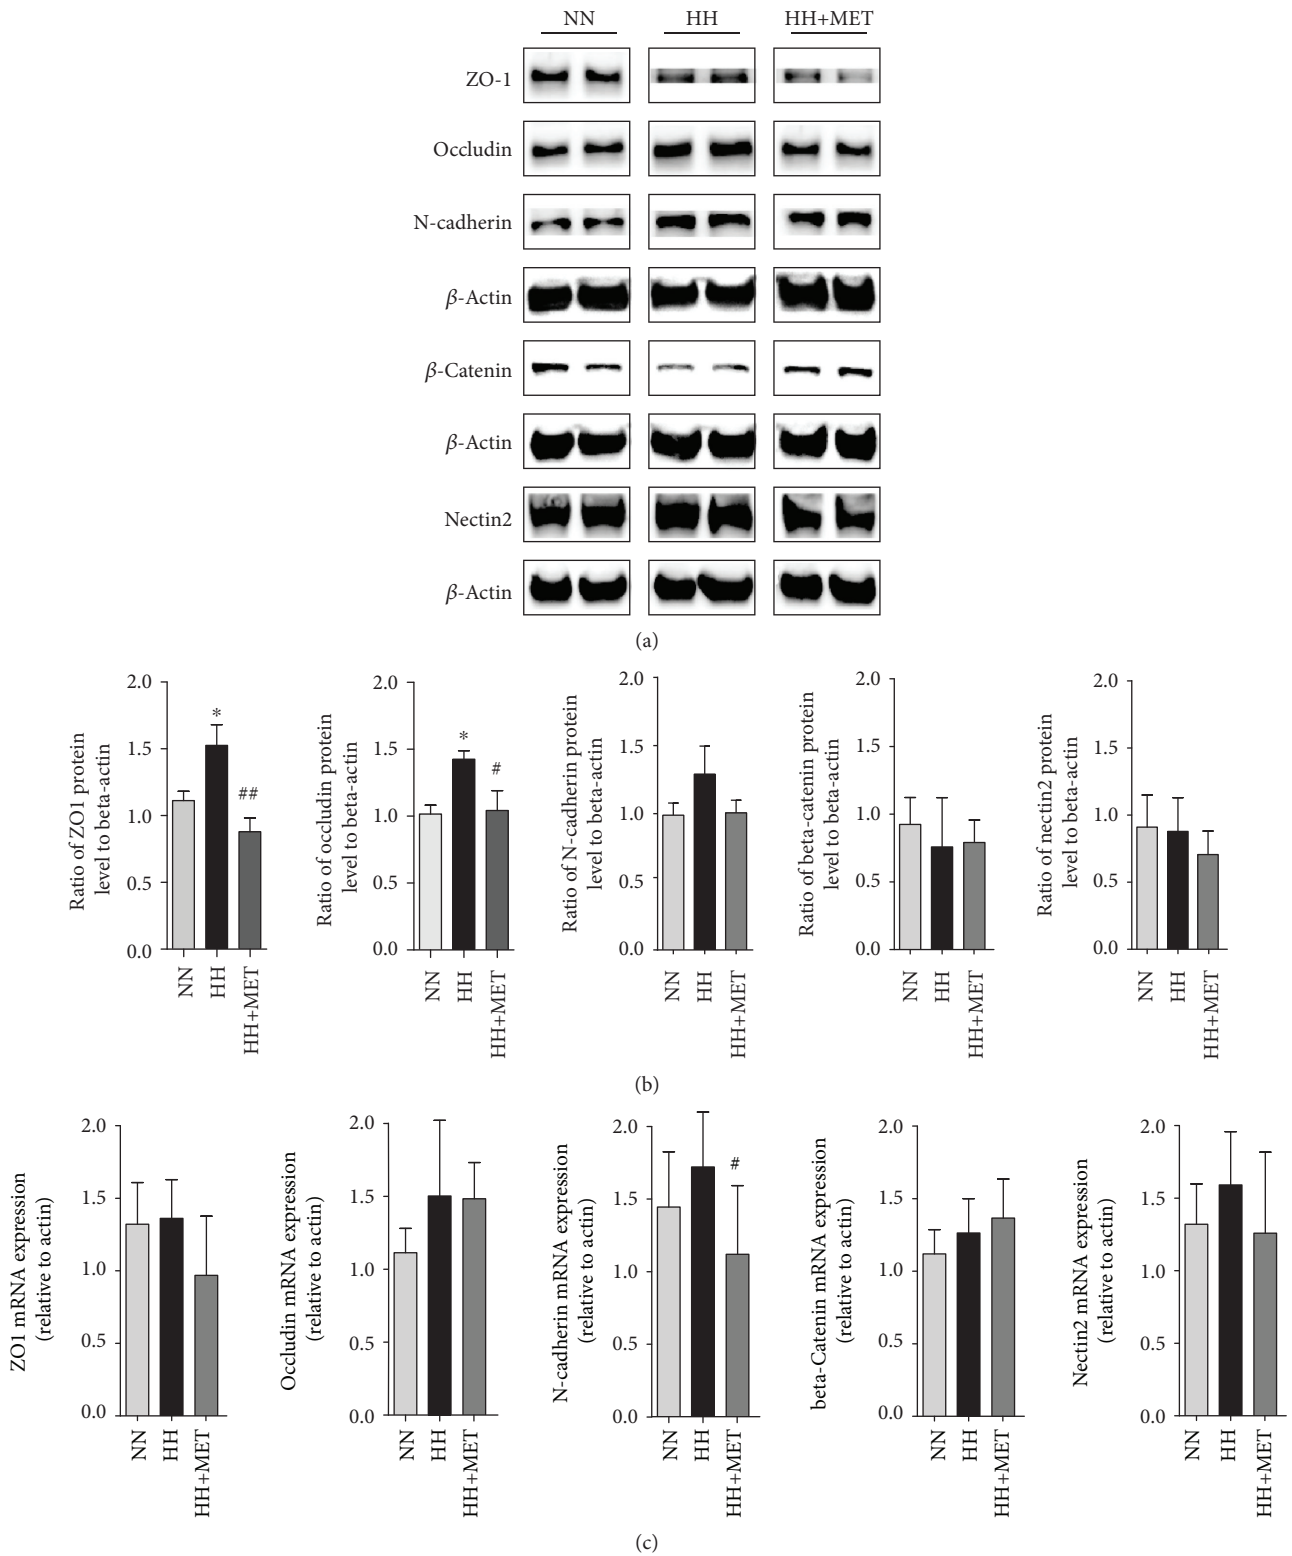 NN HH HH+MET
ZO-1
Occludin
N-cadherin
β-Actin
β-Catenin
β-Actin
Nectin2
β-Actin
(a)
Ratio of ZO1 protein
level to beta-actin
2.0
1.5
1.0
0.5
0.0
*
##
NN
HH
HH+MET
Ratio of occludin protein
level to beta-actin
2.0
1.5
1.0
0.5
0.0
*
#
NN
HH
HH+MET
Ratio of N-cadherin protein
level to beta-actin
2.0
1.5
1.0
0.5
0.0
NN
HH
HH+MET
Ratio of beta-catenin protein
level to beta-actin
2.0
1.5
1.0
0.5
0.0
NN
HH
HH+MET
Ratio of nectin2 protein
level to beta-actin
2.0
1.5
1.0
0.5
0.0
NN
HH
HH+MET
(b)
ZO1 mRNA expression
(relative to actin)
2.0
1.5
1.0
0.5
0.0
NN
HH
HH+MET
Occludin mRNA expression
(relative to actin)
2.0
1.5
1.0
0.5
0.0
NN
HH
HH+MET
N-cadherin mRNA expression
(relative to actin)
2.0
1.5
1.0
0.5
0.0
#
NN
HH
HH+MET
beta-Catenin mRNA expression
(relative to actin)
2.0
1.5
1.0
0.5
0.0
NN
HH
HH+MET
Nectin2 mRNA expression
(relative to actin)
2.0
1.5
1.0
0.5
0.0
NN
HH
HH+MET
(c)